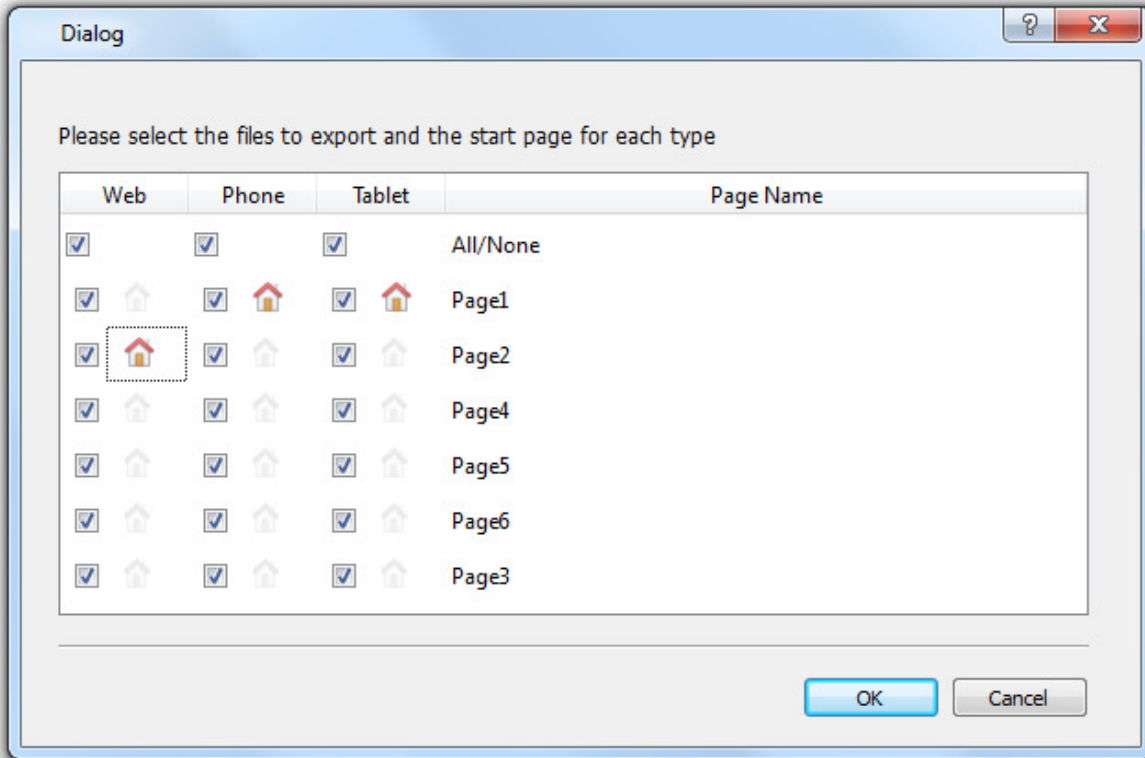 Dialog
Please select the files to export and the start page for each type
Web Phone Tablet Page Name
All/None
Page1
Page2
Page4
Page5
Page6
Page3
OK Cancel